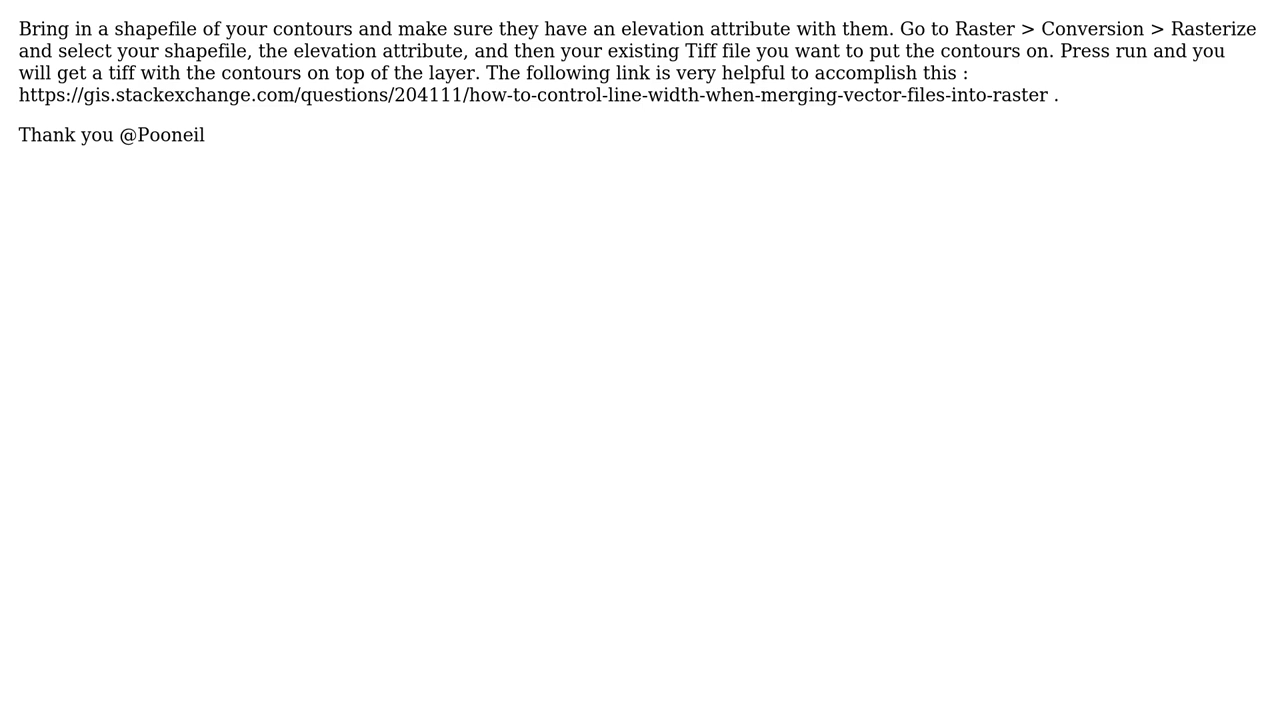 Bring in a shapefile of your contours and make sure they have an elevation attribute with them. Go to Raster > Conversion > Rasterize
and select your shapefile, the elevation attribute, and then your existing Tiff file you want to put the contours on. Press run and you
will get a tiff with the contours on top of the layer. The following link is very helpful to accomplish this :
https://gis.stackexchange.com/questions/204111/how-to-control-line-width-when-merging-vector-files-into-raster .
Thank you @Pooneil